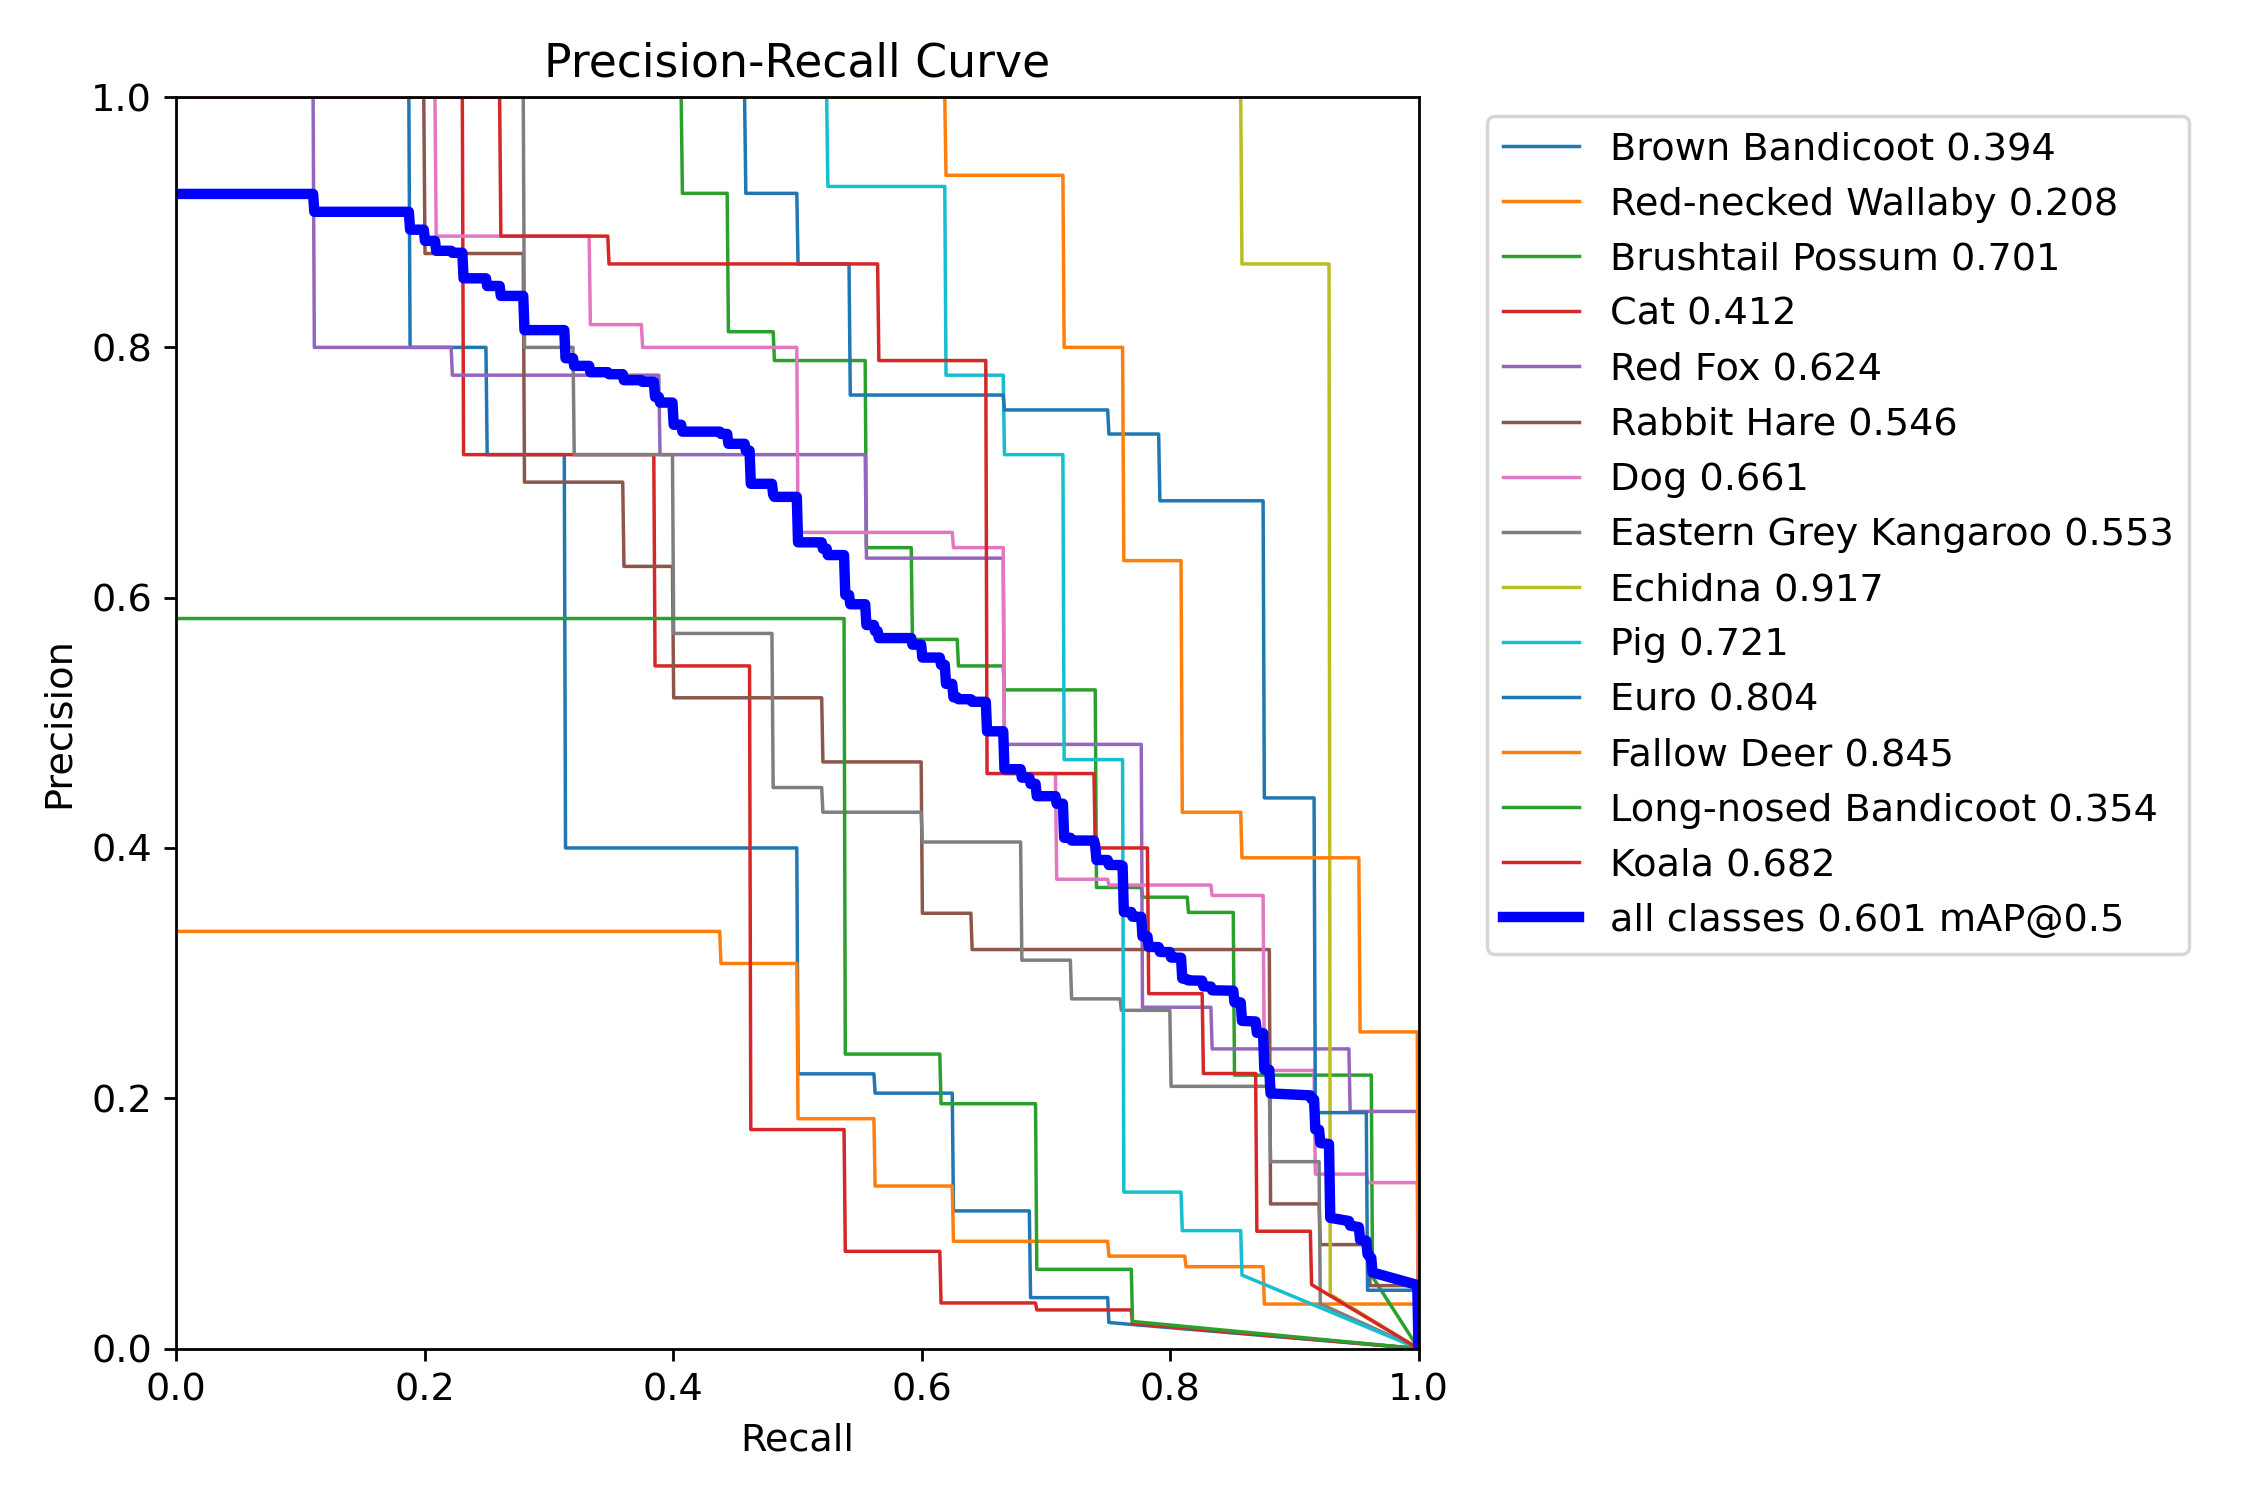 Precision-Recall Curve
1.0
0.8
0.6
0.4
0.2
0.0
Precision
0.0 0.2 0.4 0.6 0.8 1.0
Recall
Brown Bandicoot 0.394
Red-necked Wallaby 0.208
Brushtail Possum 0.701
Cat 0.412
Red Fox 0.624
Rabbit Hare 0.546
Dog 0.661
Eastern Grey Kangaroo 0.553
Echidna 0.917
Pig 0.721
Euro 0.804
Fallow Deer 0.845
Long-nosed Bandicoot 0.354
Koala 0.682
all classes 0.601 mAP@0.5